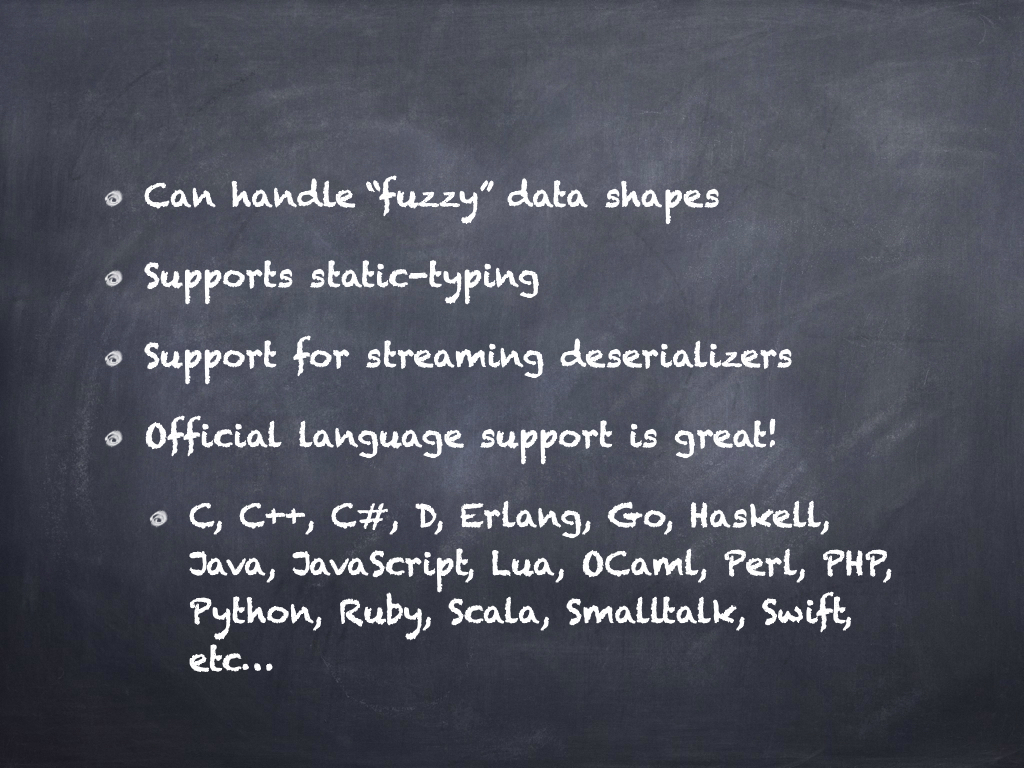 Can handle “fuzzy” data shapes
Supports static-typing
Support for streaming deserializers
Official language support is great!
C, C++, C#, D, Erlang, Go, Haskell,
Java, JavaScript, Lua, OCaml, Perl, PHP,
Python, Ruby, Scala, Smalltalk, Swift,
etc...